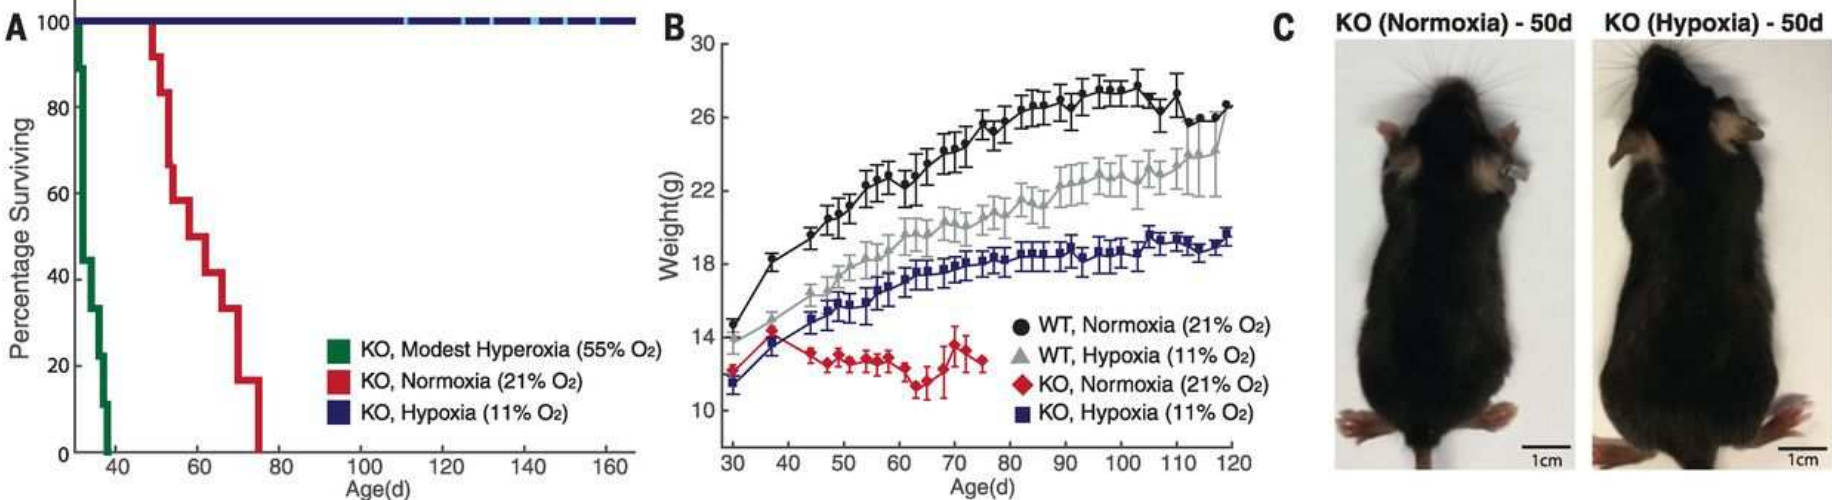 A
100
80
60
40
20
0
Percentage Surviving
KO, Modest Hyperoxia (55% O2)
KO, Normoxia (21% O2)
KO, Hypoxia (11% O2)
40 60 80 100 120 140 160
Age(d)
B
30
26
22
18
14
10
Weight(g)
WT, Normoxia (21% O2)
WT, Hypoxia (11% O2)
KO, Normoxia (21% O2)
KO, Hypoxia (11% O2)
30 40 50 60 70 80 90 100 110 120
Age(d)
C
KO (Normoxia) - 50d
KO (Hypoxia) - 50d
1cm
1cm